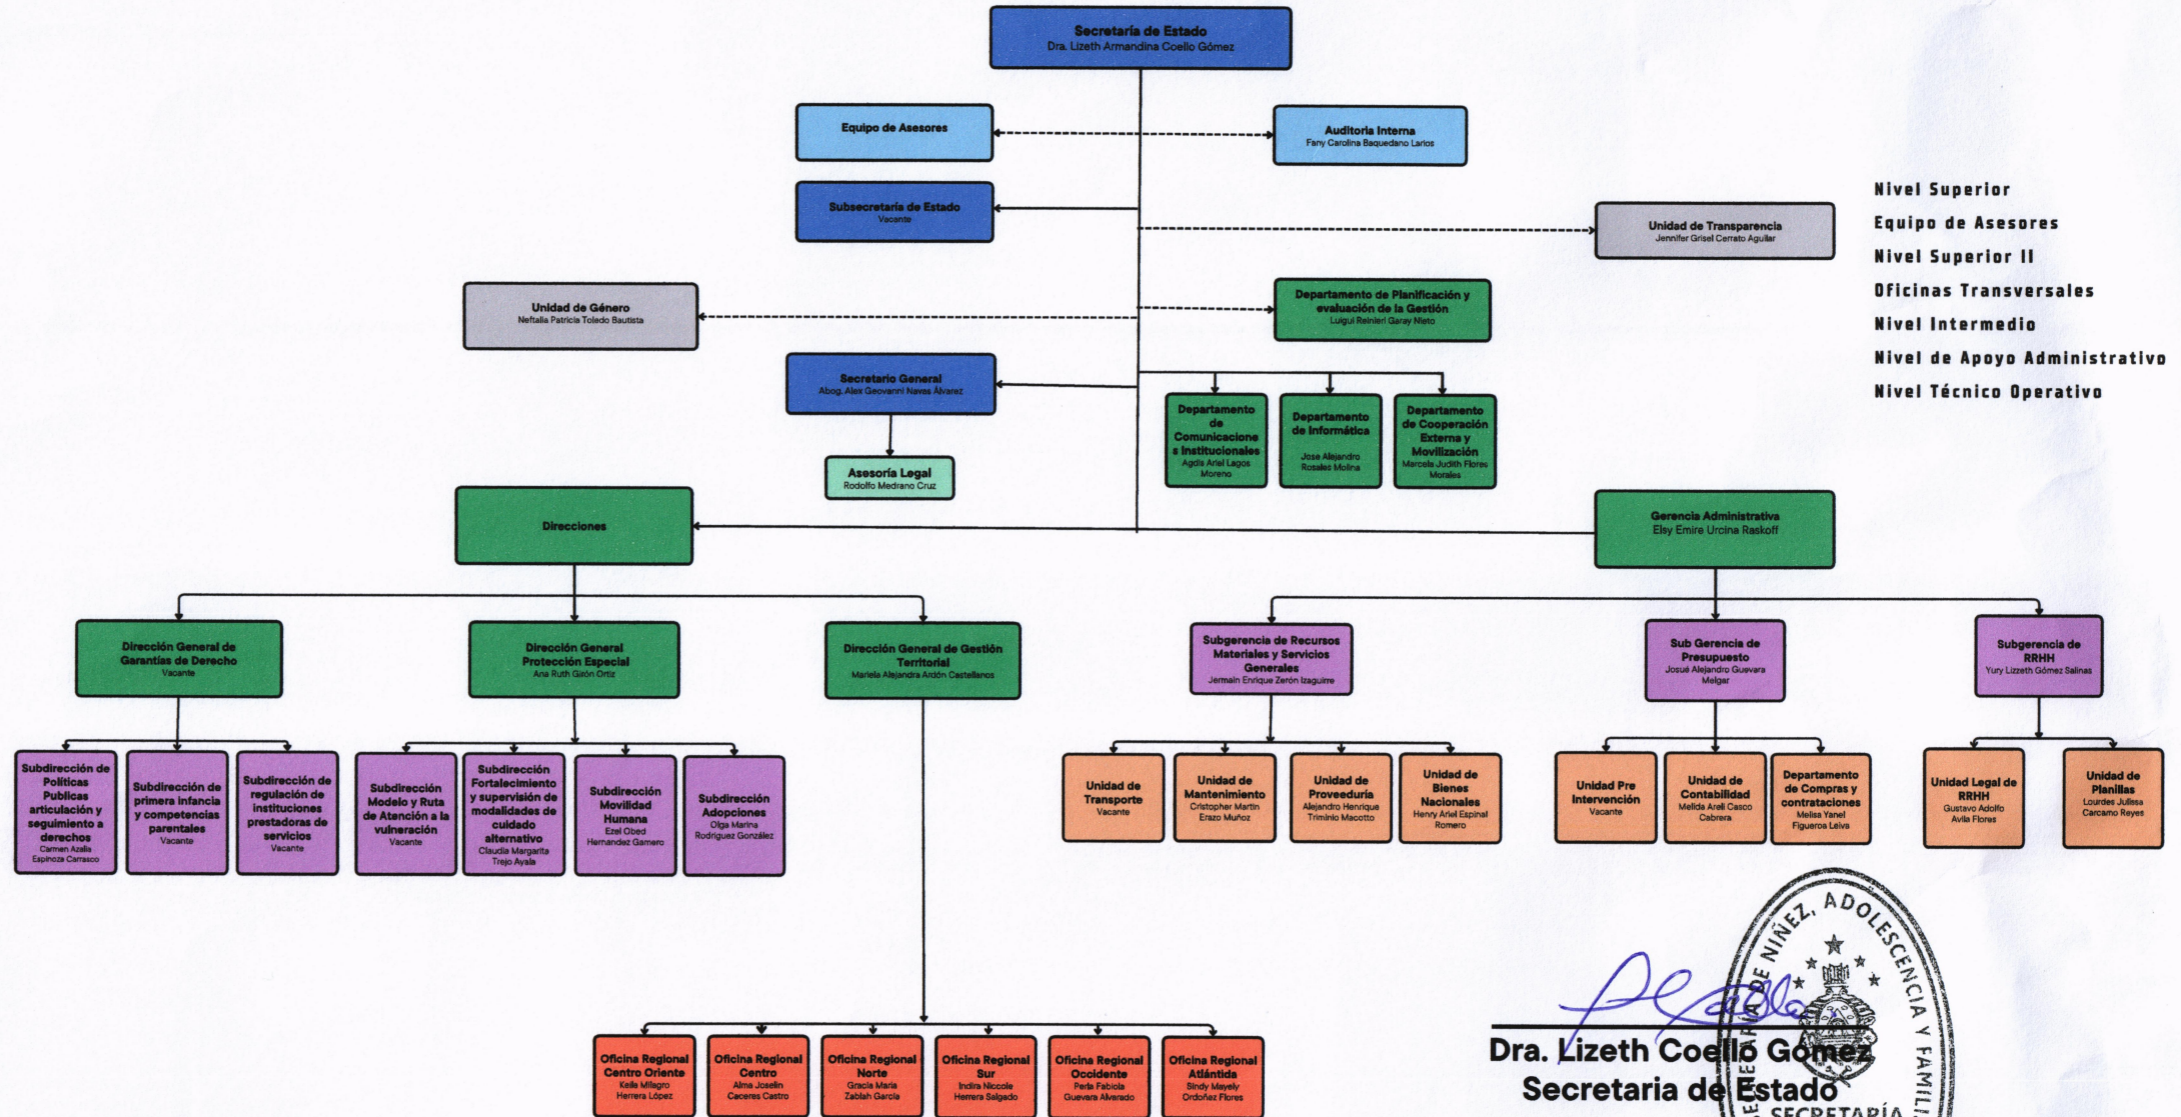 Secretaría de Estado
Dra. Lizeth Armandina Coello Gómez
Equipo de Asesores
Auditoria Interna
Fany Carolina Baquedano Larios
Subsecretaría de Estado
Vacante
Unidad de Transparencia
Jennifer Grisel Cerrato Aguilar
Nivel Superior
Equipo de Asesores
Nivel Superior II
Oficinas Transversales
Nivel Intermedio
Nivel de Apoyo Administrativo
Nivel Técnico Operativo
Unidad de Género
Neftalia Patricia Toledo Bautista
Departamento de Planificación y
evaluación de la Gestión
Luigui Reinieri Garay Nieto
Secretario General
Abog. Alex Geovanni Navas Álvarez
Departamento
de
Comunicacione
s Institucionales
Agdis Ariel Lagos
Moreno
Departamento
de Informática
Jose Alejandro
Rosales Molina
Departamento
de Cooperación
Externa y
Movilización
Marcela Judith Flores
Morales
Asesoría Legal
Rodolfo Medrano Cruz
Direcciones
Gerencia Administrativa
Elsy Emire Urcina Raskoff
Dirección General de
Garantías de Derecho
Vacante
Dirección General
Protección Especial
Ana Ruth Girón Ortiz
Dirección General de Gestión
Territorial
Mariela Alejandra Ardón Castellanos
Subgerencia de Recursos
Materiales y Servicios
Generales
Jermain Enrique Zerón Izaguirre
Sub Gerencia de
Presupuesto
Josué Alejandro Guevara
Melgar
Subgerencia de
RRHH
Yury Lizzeth Gómez Salinas
Subdirección de
Políticas
Publicas
articulación y
seguimiento a
derechos
Carmen Azalia
Espinoza Carrasco
Subdirección de
primera infancia
y competencias
parentales
Vacante
Subdirección de
regulación de
instituciones
prestadoras de
servicios
Vacante
Subdirección
Modelo y Ruta
de Atención a la
vulneración
Vacante
Subdirección
Fortalecimiento
y supervisión de
modalidades de
cuidado
alternativo
Claudia Margarita
Trejo Ayala
Subdirección
Movilidad
Humana
Ezel Obed
Hernandez Gamero
Subdirección
Adopciones
Olga Marina
Rodriguez González
Unidad de
Transporte
Vacante
Unidad de
Mantenimiento
Cristopher Martin
Erazo Muñoz
Unidad de
Proveeduría
Alejandro Henrique
Triminio Macotto
Unidad de
Bienes
Nacionales
Henry Ariel Espinal
Romero
Unidad Pre
Intervención
Vacante
Unidad de
Contabilidad
Melida Areli Casco
Cabrera
Departamento
de Compras y
contrataciones
Melisa Yanel
Figueroa Leiva
Unidad Legal de
RRHH
Gustavo Adolfo
Avila Flores
Unidad de
Planillas
Lourdes Julissa
Carcamo Reyes
Oficina Regional
Centro Oriente
Keila Milagro
Herrera López
Oficina Regional
Centro
Alma Joselin
Caceres Castro
Oficina Regional
Norte
Gracia Maria
Zablah García
Oficina Regional
Sur
Indira Niccole
Herrera Salgado
Oficina Regional
Occidente
Perla Fabiola
Guevara Alvarado
Oficina Regional
Atlántida
Sindy Mayely
Ordoñez Flores
Dra. Lizeth Coello Gómez
Secretaria de Estado
DE NIÑEZ, ADOLESCENCIA Y
SECRETARÍA